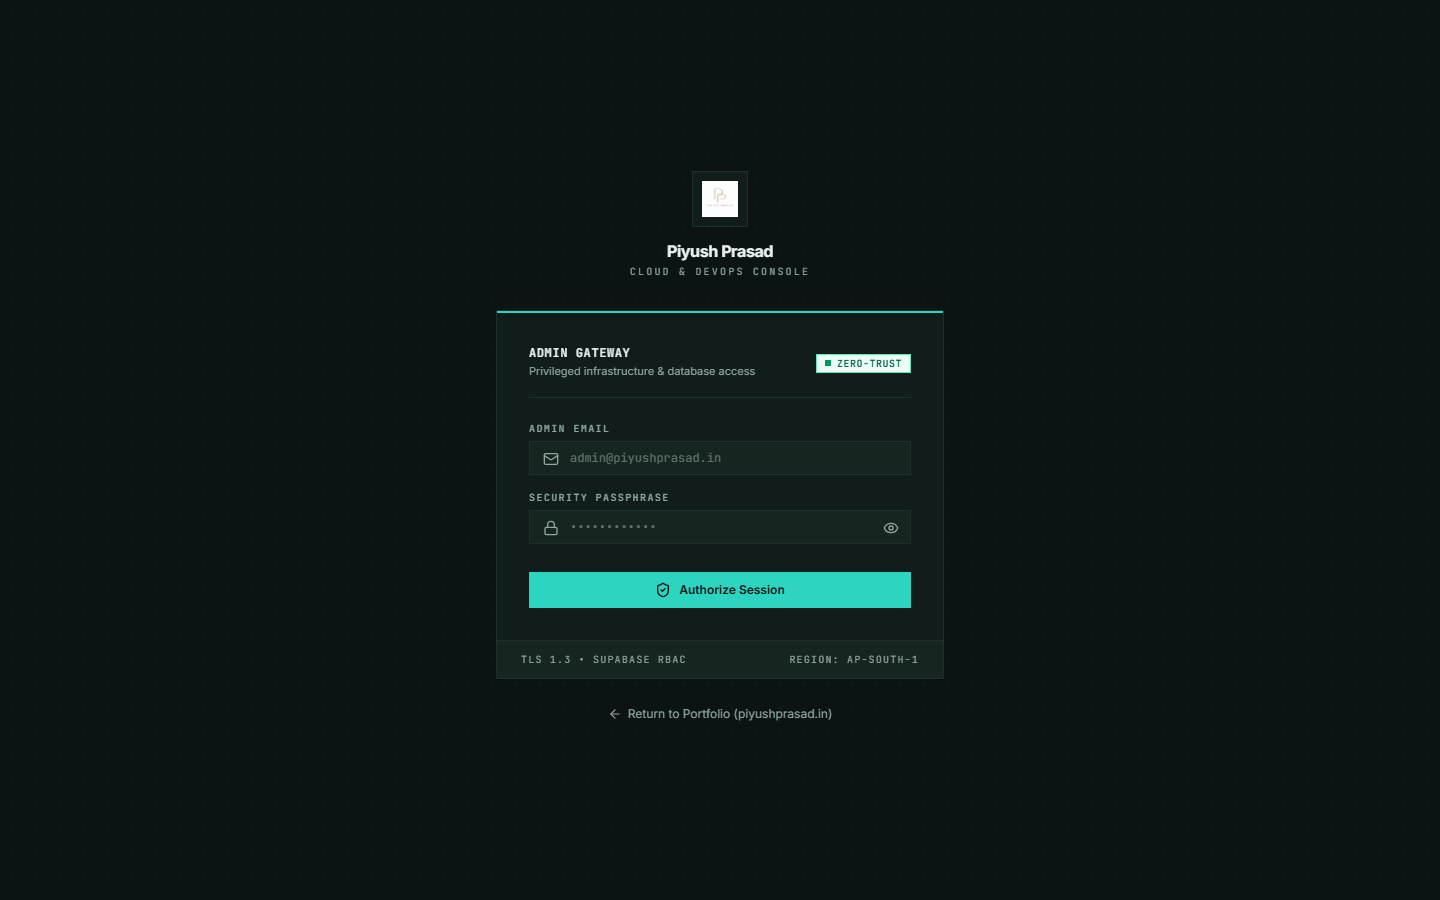 Piyush Prasad
CLOUD & DEVOPS CONSOLE
ADMIN GATEWAY
Privileged infrastructure & database access
ZERO-TRUST
ADMIN EMAIL
admin@piyushprasad.in
SECURITY PASSPHRASE
••••••••••••
Authorize Session
TLS 1.3 • SUPABASE RBAC
REGION: AP-SOUTH-1
← Return to Portfolio (piyushprasad.in)